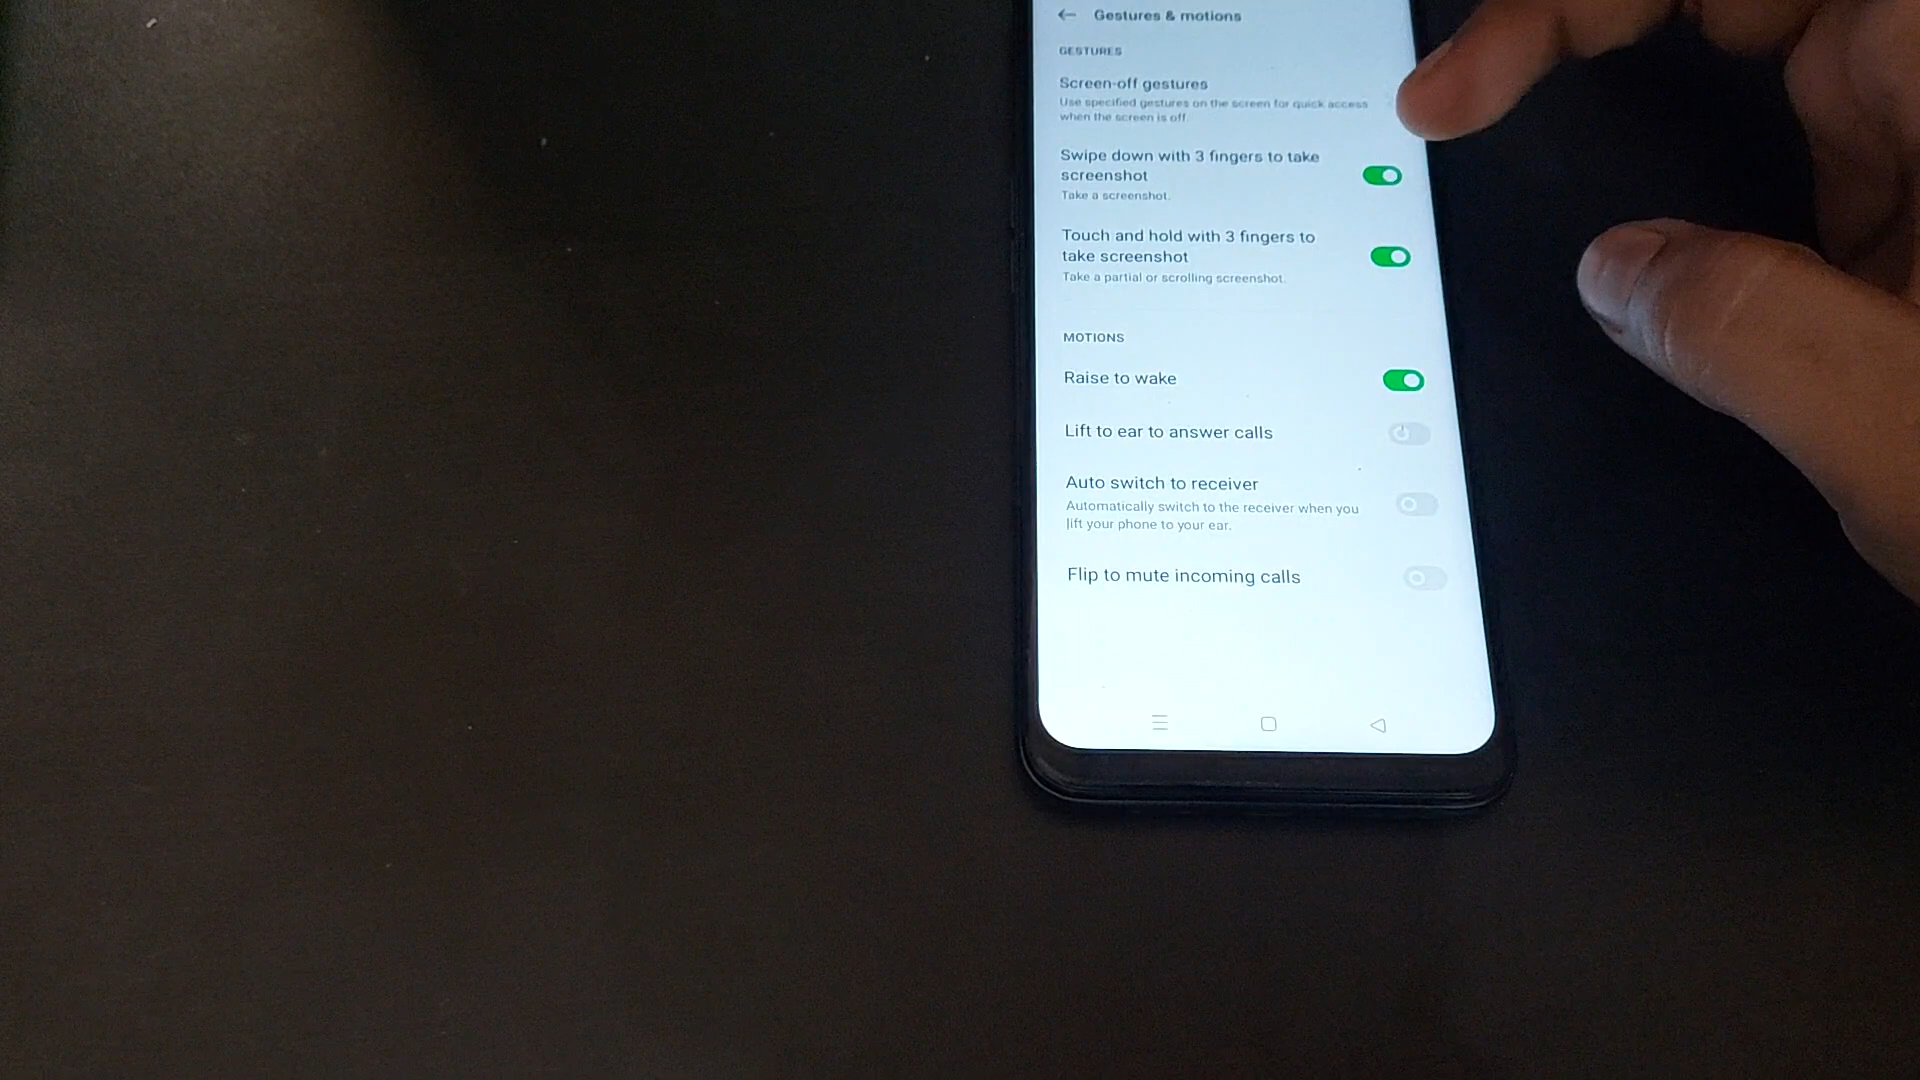 Gestures & motions
GESTURES
Screen-off gestures
Use specified gestures on the screen for quick access
when the screen is off.
Swipe down with 3 fingers to take
screenshot
Take a screenshot.
Touch and hold with 3 fingers to
take screenshot
Take a partial or scrolling screenshot.
MOTIONS
Raise to wake
Lift to ear to answer calls
Auto switch to receiver
Automatically switch to the receiver when you
lift your phone to your ear.
Flip to mute incoming calls